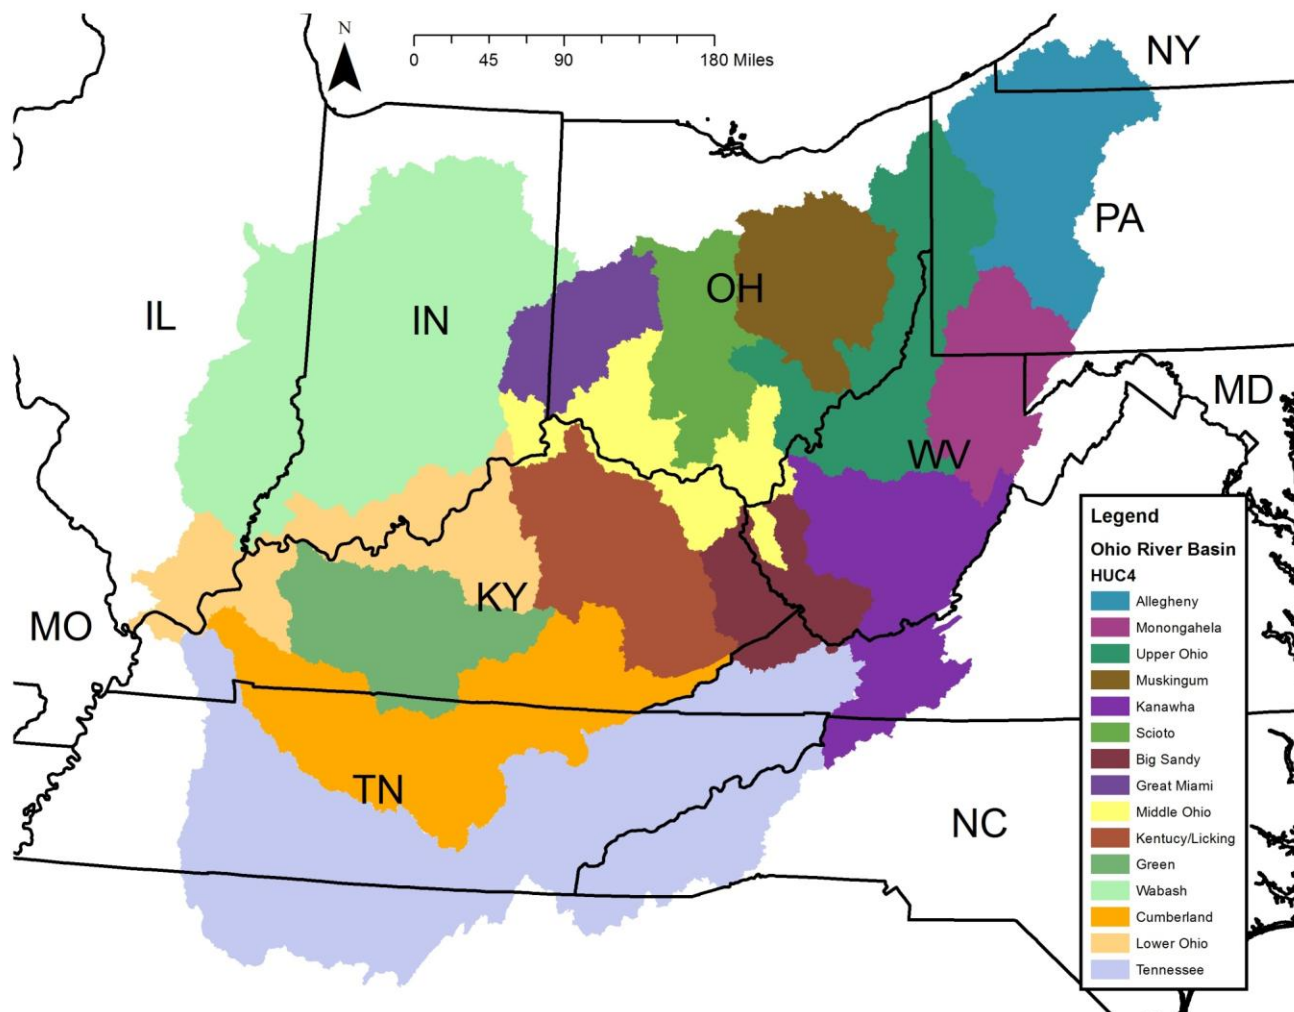 N
0 45 90 180 Miles
NY
PA
OH
IL
IN
MD
WV
KY
MO
TN
NC
Legend
Ohio River Basin
HUC4
Allegheny
Monongahela
Upper Ohio
Muskingum
Kanawha
Scioto
Big Sandy
Great Miami
Middle Ohio
Kentucy/Licking
Green
Wabash
Cumberland
Lower Ohio
Tennessee